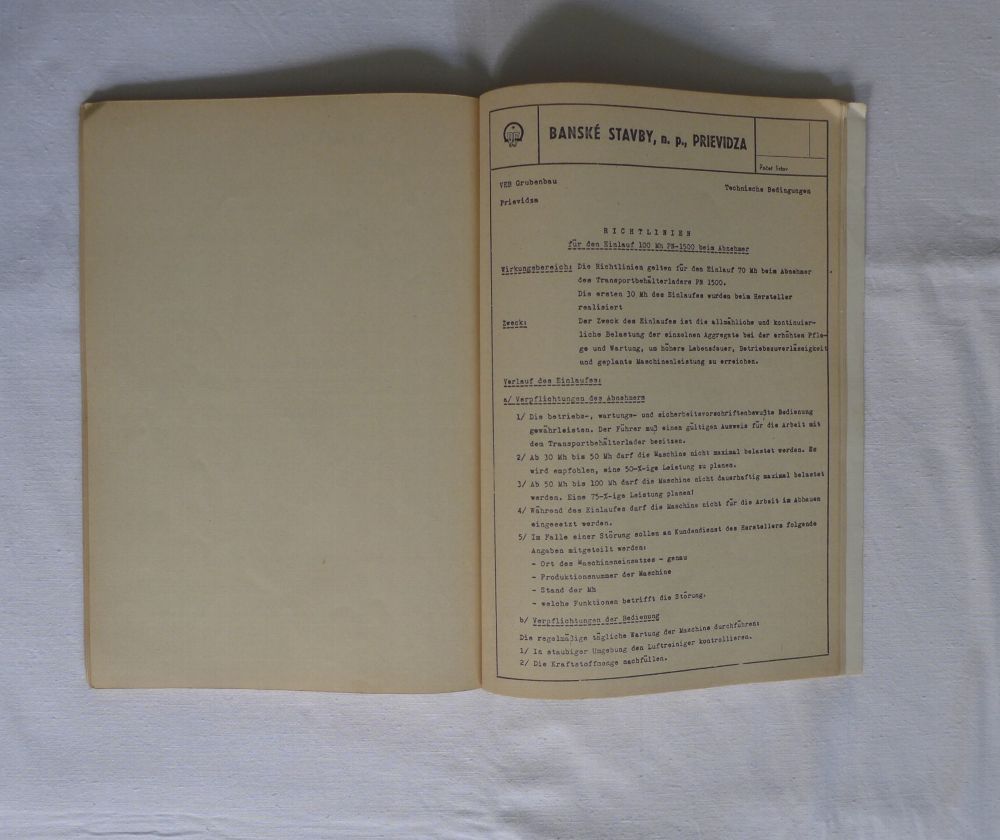 BANSKÉ STAVBY, n. p., PRIEVIDZA
Počet listov
VEB Grubenbau
Technische Bedingungen
Prievidza
RICHTLINIEN
für den Einlauf 100 Mh PN-1500 beim Abnehmer
Wirkungsbereich: Die Richtlinien gelten für den Einlauf 70 Mh beim Abnehmer
des Transportbehälterladers PN 1500.
Die ersten 30 Mh des Einlaufes wurden beim Hersteller
realisiert
Zweck: Der Zweck des Einlaufes ist die allmähliche und kontinuier-
liche Belastung der einzelnen Aggregate bei der erhöhten Pfle-
ge und Wartung, um höhere Lebensdauer, Betriebszuverlässigkeit
und geplante Maschinenleistung zu erreichen.
Verlauf des Einlaufes:
a/ Verpflichtungen des Abnehmers
1/ Die betriebs-, wartungs- und sicherheitsvorschriftenbewußte Bedienung
gewährleisten. Der Führer muß einen gültigen Ausweis für die Arbeit mit
dem Transportbehälterlader besitzen.
2/ Ab 30 Mh bis 50 Mh darf die Maschine nicht maximal belastet werden. Es
wird empfohlen, eine 50-%-ige Leistung zu planen.
3/ Ab 50 Mh bis 100 Mh darf die Maschine nicht dauerhaftig maximal belastet
werden. Eine 75-%-ige Leistung planen!
4/ Während des Einlaufes darf die Maschine nicht für die Arbeit im Abbauen
eingesetzt werden.
5/ Im Falle einer Störung sollen an Kundendienst des Herstellers folgende
Angaben mitgeteilt werden:
- Ort des Maschineneinsatzes - genau
- Produktionsnummer der Maschine
- Stand der Mh
- welche Funktionen betrifft die Störung.
b/ Verpflichtungen der Bedienung
Die regelmäßige tägliche Wartung der Maschine durchführen:
1/ In staubiger Umgebung den Luftreiniger kontrollieren.
2/ Die Kraftstoffmenge nachfüllen.